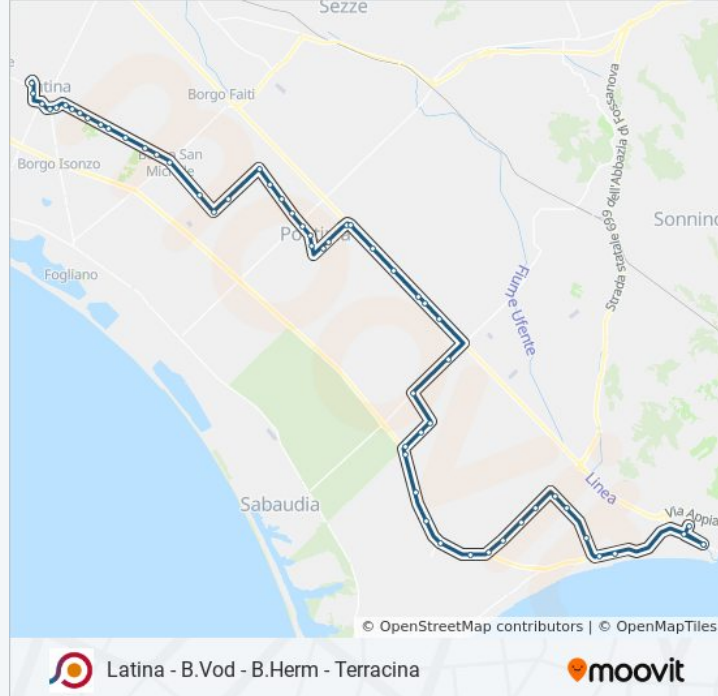 Sezze
Latina
Borgo Faiti
Borgo Isonzo
Borgo San
Michele
Strada statale 699 dell'Abbazia di Fossanova
Sonnino
Pontinia
Fogliano
Fiume Ufente
Linea
Sabaudia
Via Appia
© OpenStreetMap contributors | © OpenMapTiles
Latina - B.Vod - B.Herm - Terracina
moovit